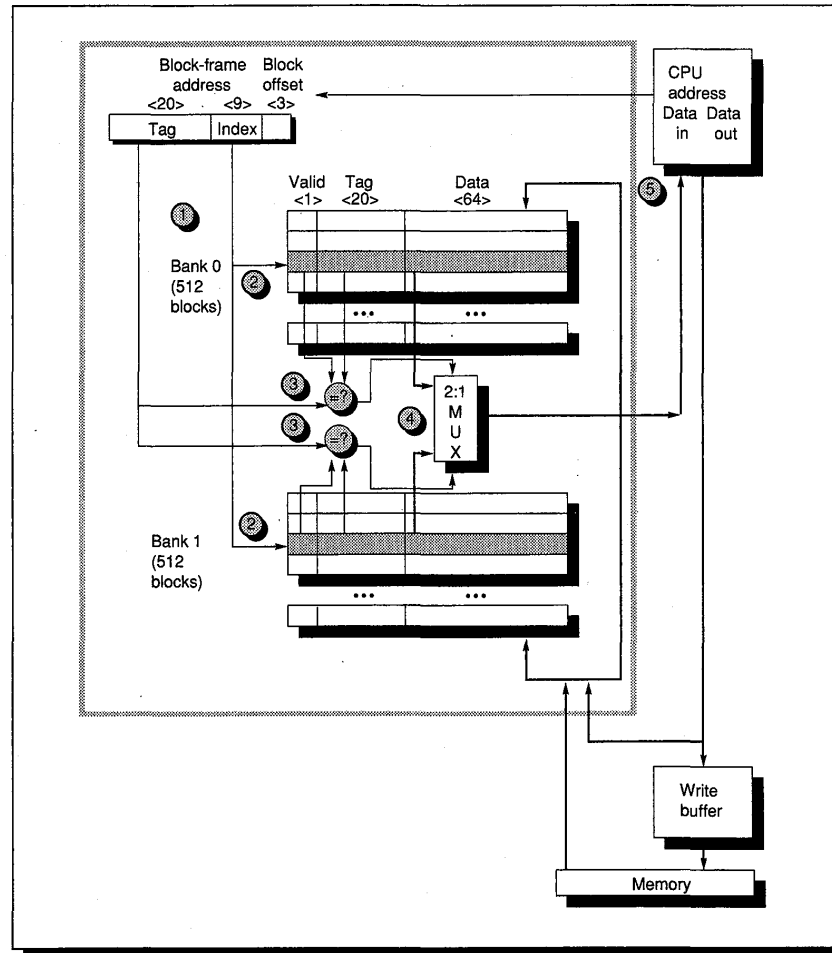 Block-frame address
Block offset
<20>
<9>
<3>
Tag
Index
CPU
address
Data in
Data out
1
Valid <1>
Tag <20>
Data <64>
5
Bank 0
(512
blocks)
2
... ...
3
=?
3
=?
4
2:1
M
U
X
2
Bank 1
(512
blocks)
... ...
Write
buffer
Memory